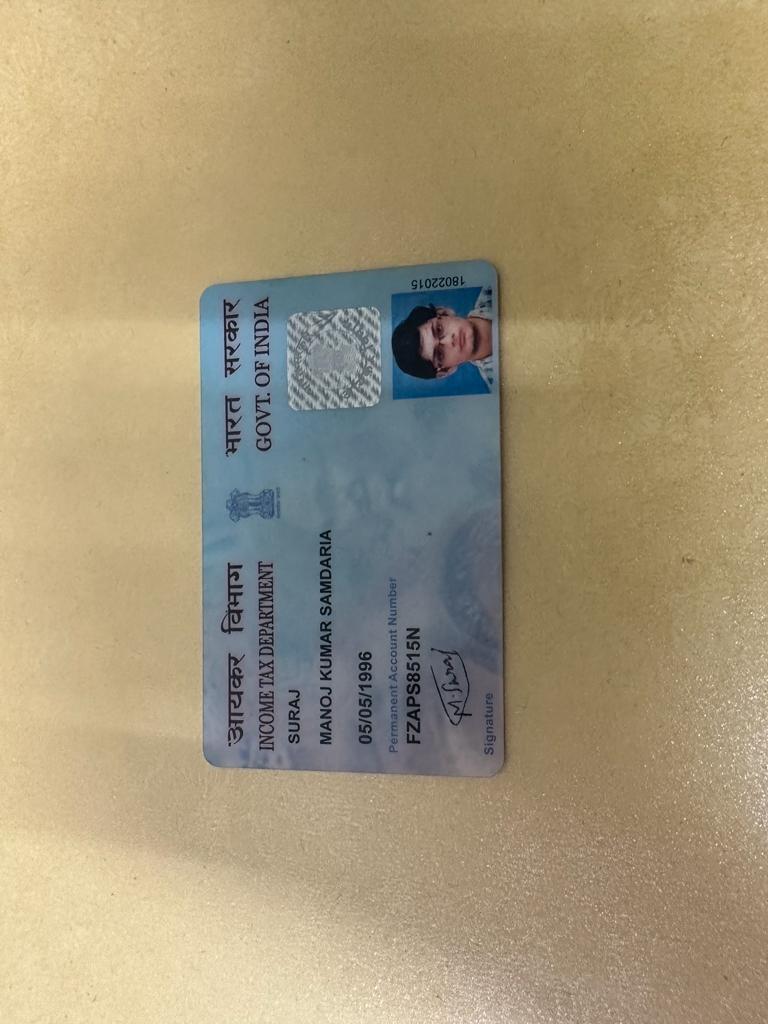 आयकर विभाग
INCOME TAX DEPARTMENT
भारत सरकार
GOVT. OF INDIA
SURAJ
MANOJ KUMAR SAMDARIA
05/05/1996
Permanent Account Number
FZAPS8515N
M.Suraj
Signature
18022015